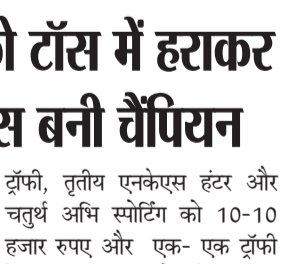 को टॉस में हराकर
स बनी चैंपियन
ट्रॉफी, तृतीय एनकेएस हंटर और
चतुर्थ अभि स्पोर्टिंग को 10-10
हजार रुपए और एक- एक ट्रॉफी